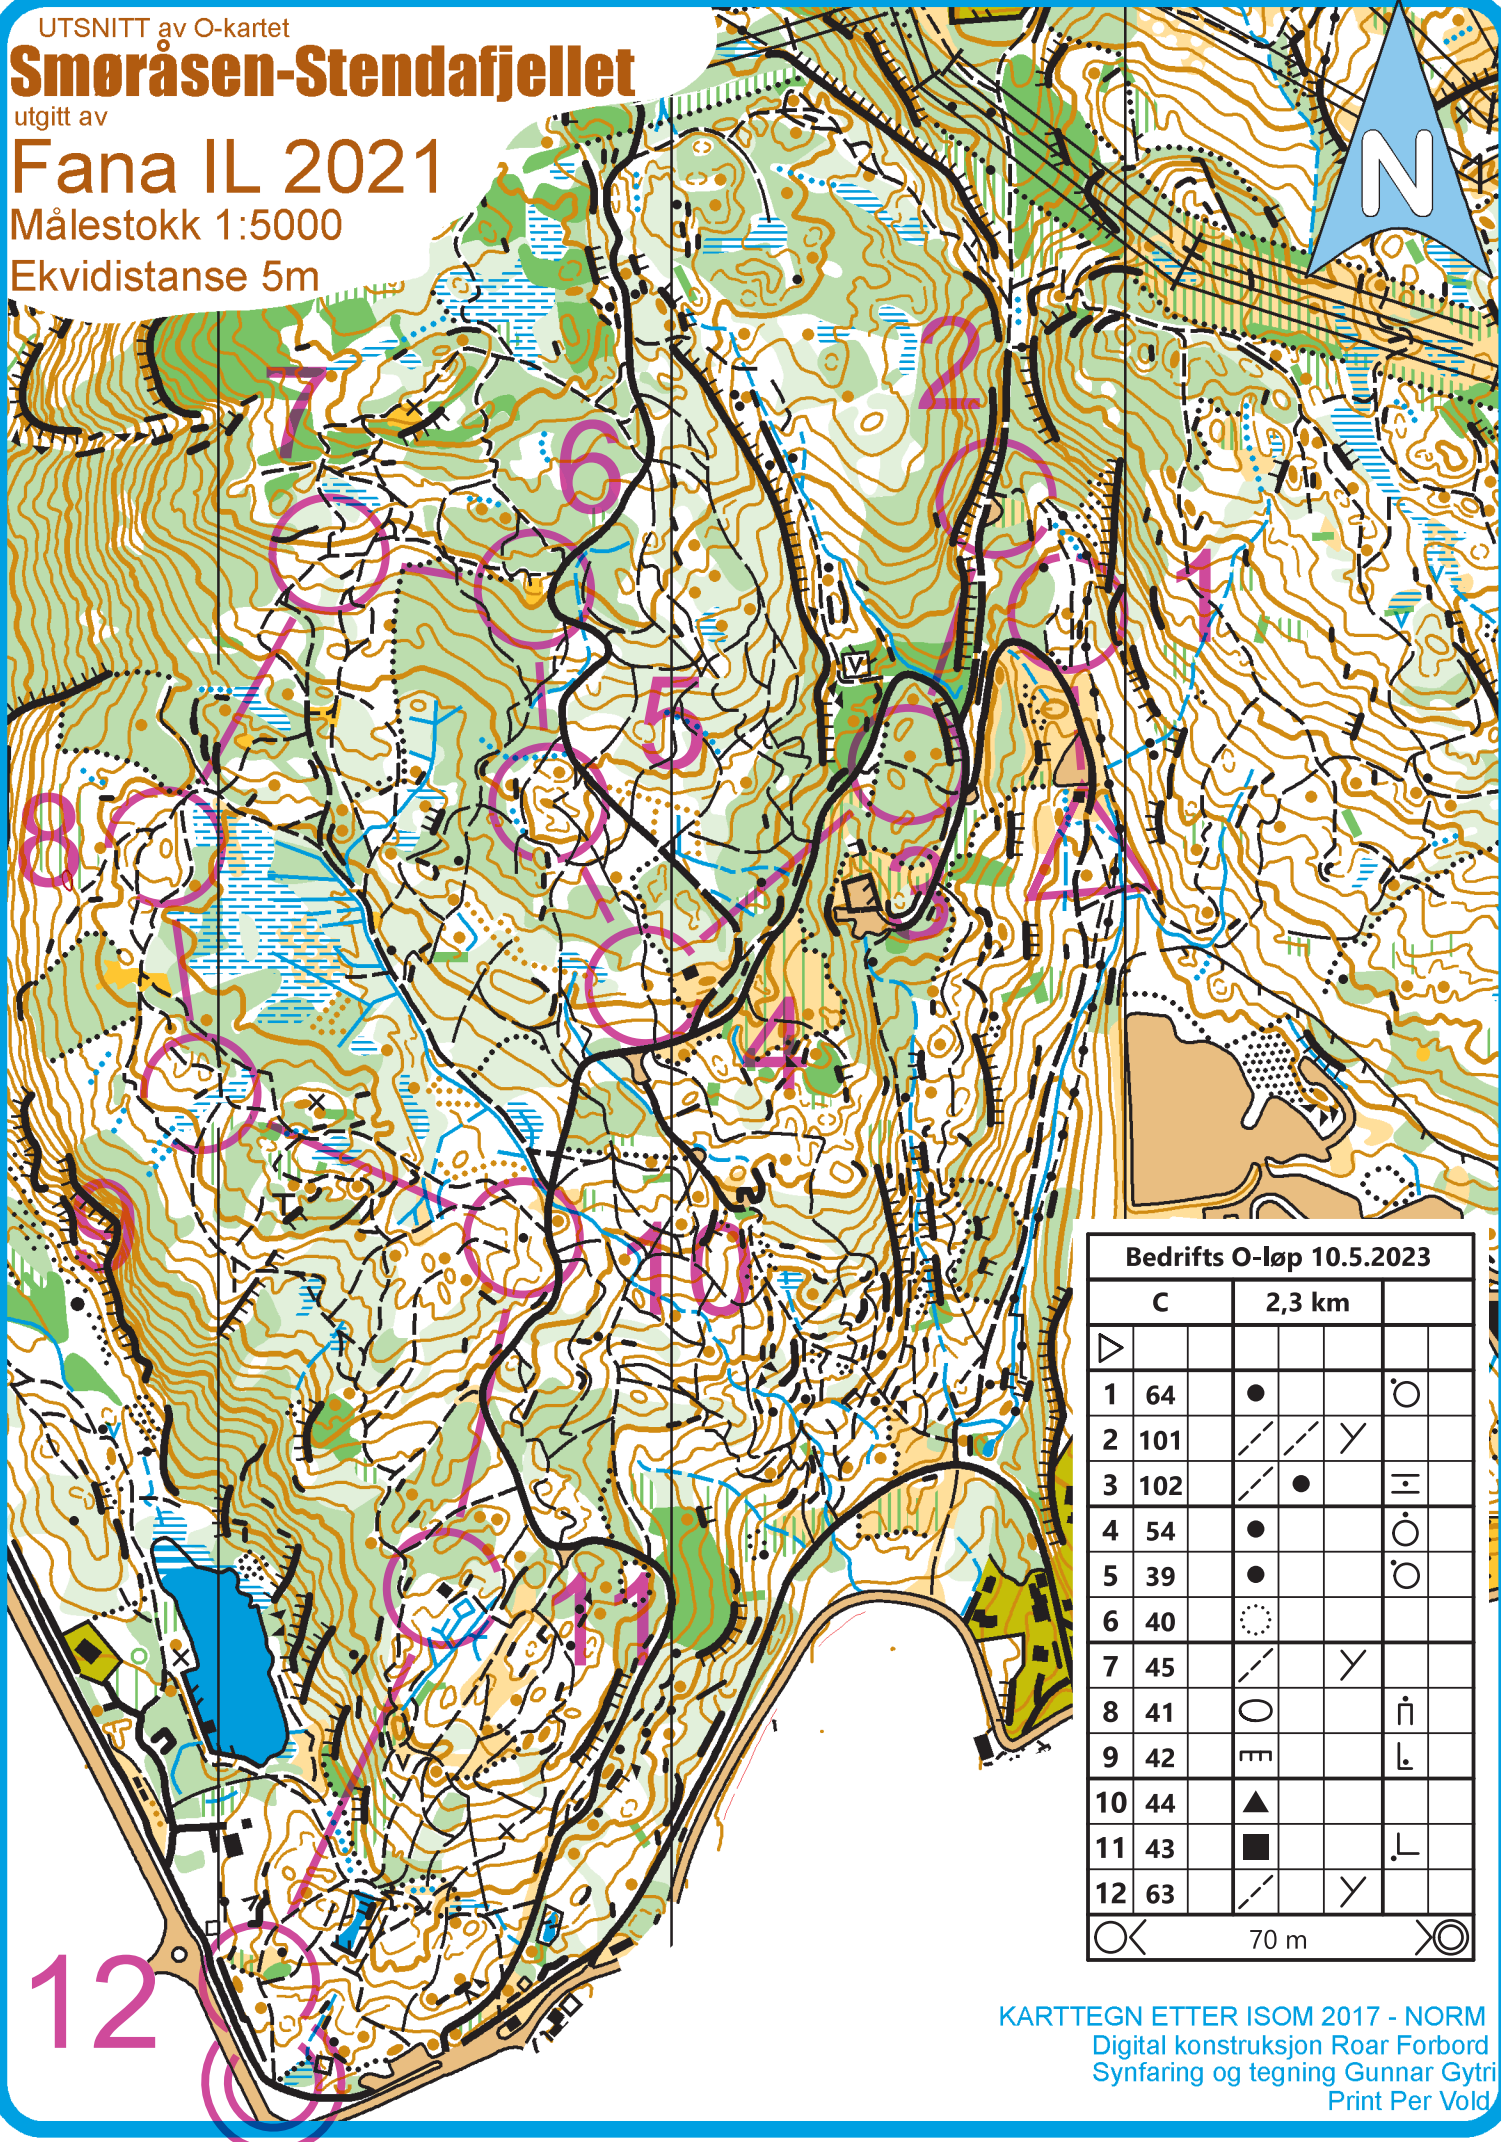 UTSNITT av O-kartet
Smøråsen-Stendafjellet
utgitt av
Fana IL 2021
Målestokk 1:5000
Ekvidistanse 5m
N
1
2
7
6
1
5
V
8
3
4
9
10
11
12
Bedrifts O-løp 10.5.2023
C 2,3 km
1 64
2 101
3 102
4 54
5 39
6 40
7 45
8 41
9 42
10 44
11 43
12 63
70 m
KARTTEGN ETTER ISOM 2017 - NORM
Digital konstruksjon Roar Forbord
Synfaring og tegning Gunnar Gytri
Print Per Vold